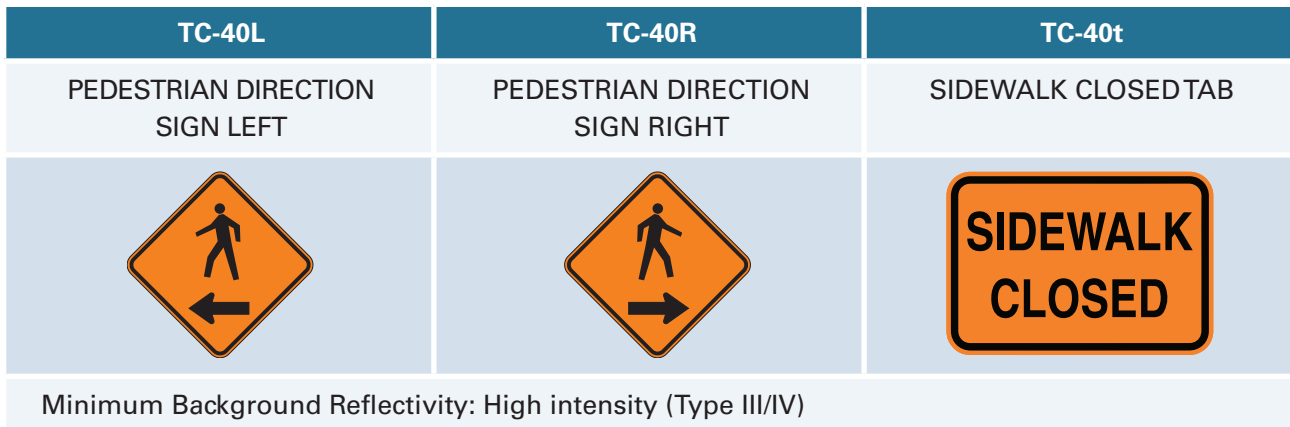 TC-40L
TC-40R
TC-40t
PEDESTRIAN DIRECTION
SIGN LEFT
PEDESTRIAN DIRECTION
SIGN RIGHT
SIDEWALK CLOSED TAB
SIDEWALK
CLOSED
Minimum Background Reflectivity: High intensity (Type III/IV)